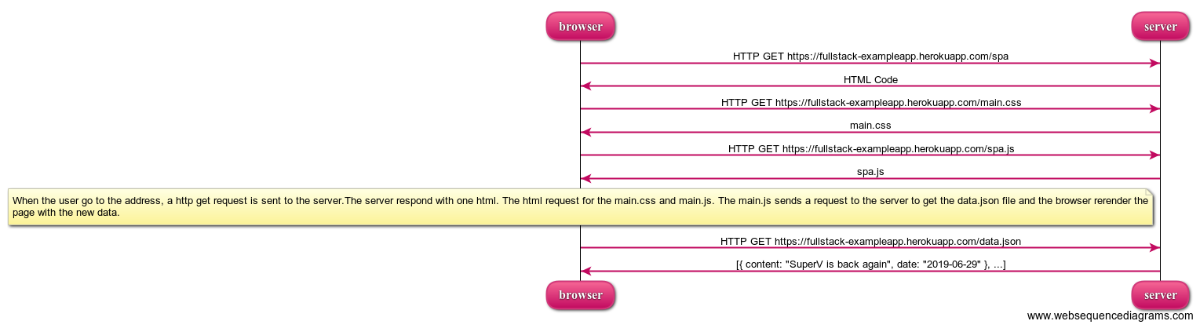 browser server
HTTP GET https://fullstack-exampleapp.herokuapp.com/spa
HTML Code
HTTP GET https://fullstack-exampleapp.herokuapp.com/main.css
main.css
HTTP GET https://fullstack-exampleapp.herokuapp.com/spa.js
spa.js
When the user go to the address, a http get request is sent to the server.The server respond with one html. The html request for the main.css and main.js. The main.js sends a request to the server to get the data.json file and the browser rerender the
page with the new data.
HTTP GET https://fullstack-exampleapp.herokuapp.com/data.json
[{ content: "SuperV is back again", date: "2019-06-29" }, ...]
browser server
www.websequencediagrams.com